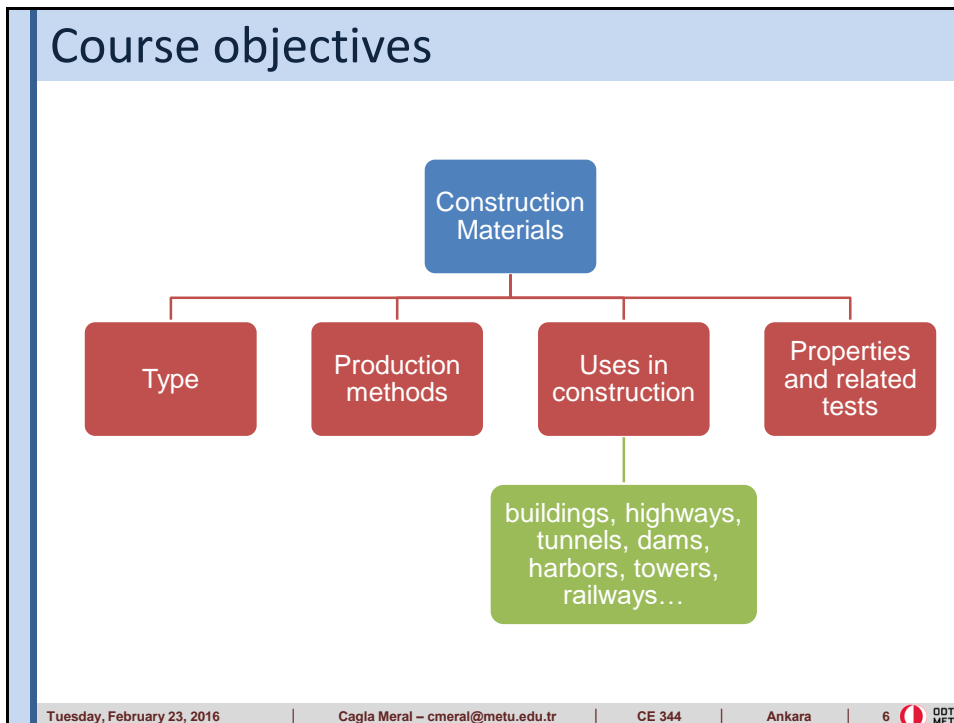 Course objectives
Construction
Materials
Type
Production
methods
Uses in
construction
Properties
and related
tests
buildings, highways,
tunnels, dams,
harbors, towers,
railways…
Tuesday, February 23, 2016 | Cagla Meral – cmeral@metu.edu.tr | CE 344 | Ankara | 6